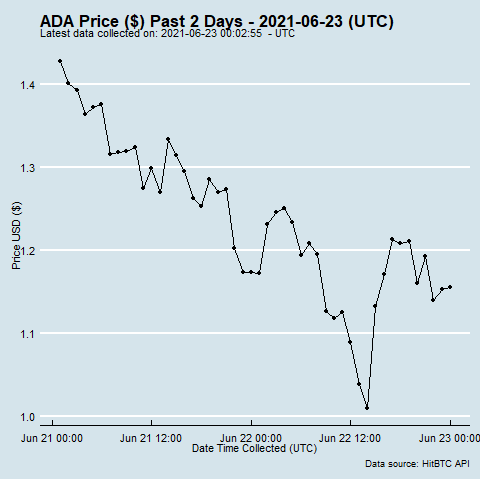 ADA Price ($) Past 2 Days - 2021-06-23 (UTC)
Latest data collected on: 2021-06-23 00:02:55  - UTC
1.4
1.3
1.2
1.1
1.0
Price USD ($)
Jun 21 00:00 Jun 21 12:00 Jun 22 00:00 Jun 22 12:00 Jun 23 00:00
Date Time Collected (UTC)
Data source: HitBTC API